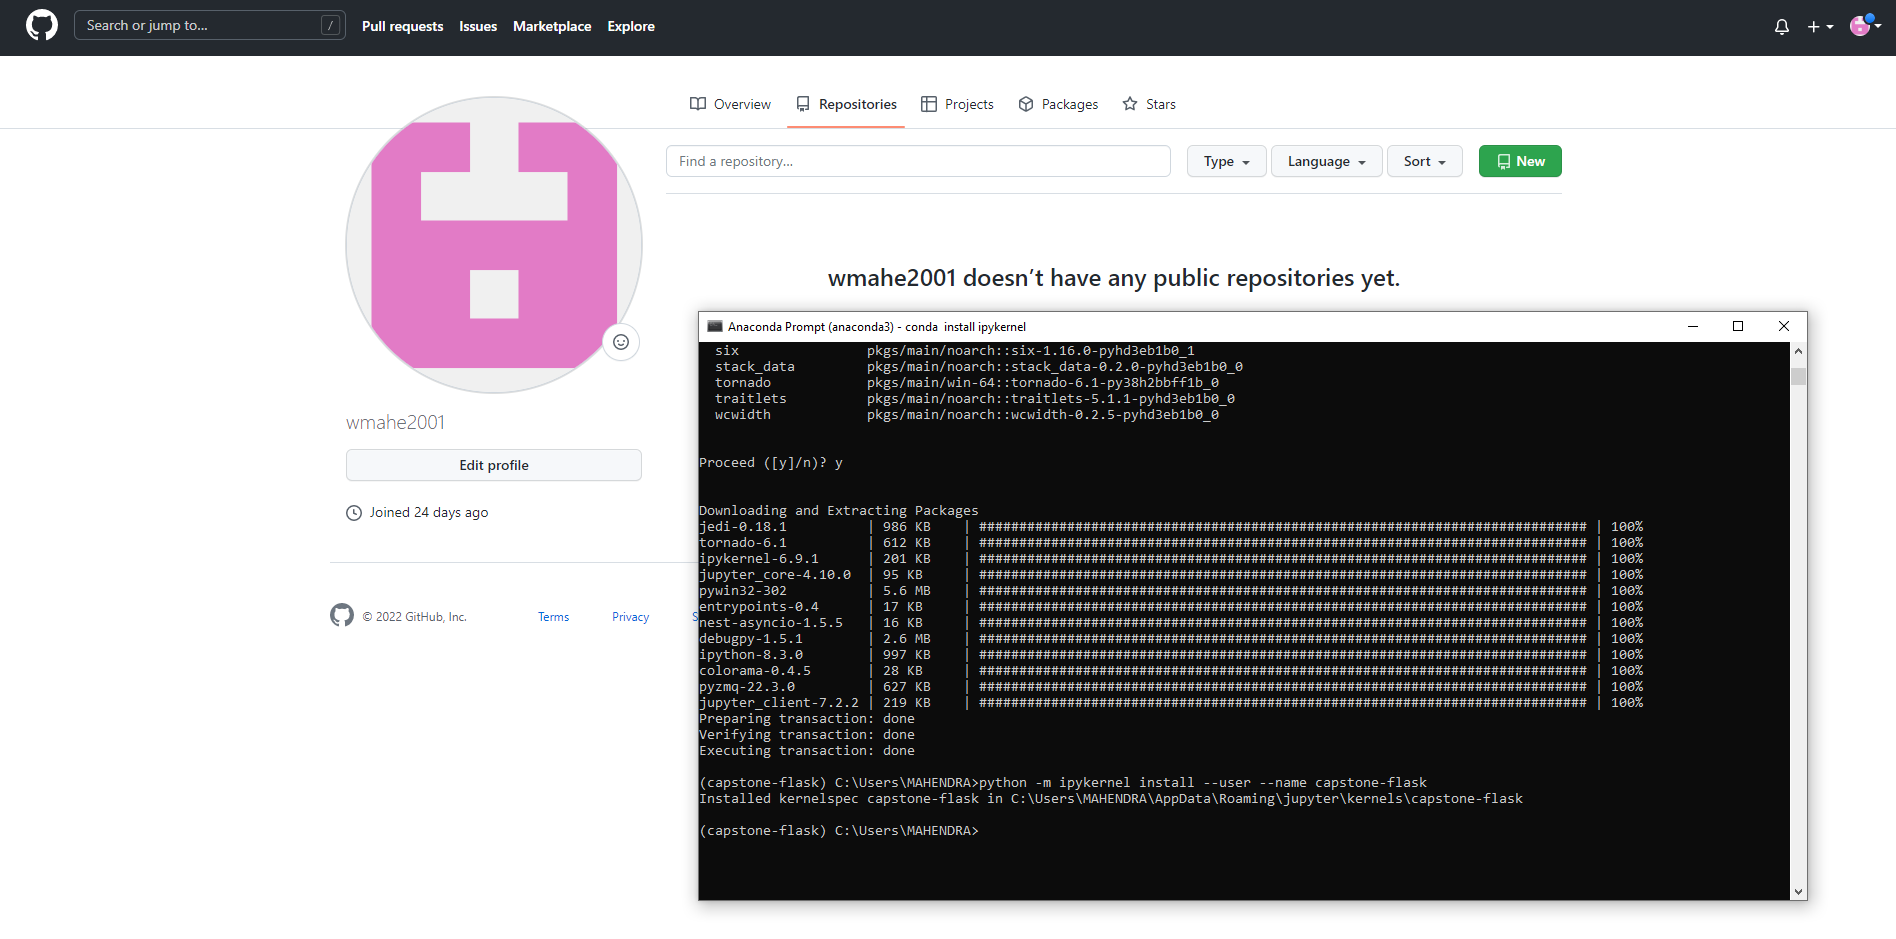 Search or jump to...
/
Pull requests
Issues
Marketplace
Explore
Overview
Repositories
Projects
Packages
Stars
Find a repository...
Type
Language
Sort
New
wmahe2001 doesn’t have any public repositories yet.
wmahe2001
Edit profile
Joined 24 days ago
© 2022 GitHub, Inc.
Terms
Privacy
S
Anaconda Prompt (anaconda3) - conda install ipykernel
six pkgs/main/noarch::six-1.16.0-pyhd3eb1b0_1
stack_data pkgs/main/noarch::stack_data-0.2.0-pyhd3eb1b0_0
tornado pkgs/main/win-64::tornado-6.1-py38h2bbff1b_0
traitlets pkgs/main/noarch::traitlets-5.1.1-pyhd3eb1b0_0
wcwidth pkgs/main/noarch::wcwidth-0.2.5-pyhd3eb1b0_0
Proceed ([y]/n)? y
Downloading and Extracting Packages
jedi-0.18.1 | 986 KB | ############################################################################ | 100%
tornado-6.1 | 612 KB | ############################################################################ | 100%
ipykernel-6.9.1 | 201 KB | ############################################################################ | 100%
jupyter_core-4.10.0 | 95 KB | ############################################################################ | 100%
pywin32-302 | 5.6 MB | ############################################################################ | 100%
entrypoints-0.4 | 17 KB | ############################################################################ | 100%
nest-asyncio-1.5.5 | 16 KB | ############################################################################ | 100%
debugpy-1.5.1 | 2.6 MB | ############################################################################ | 100%
ipython-8.3.0 | 997 KB | ############################################################################ | 100%
colorama-0.4.5 | 28 KB | ############################################################################ | 100%
pyzmq-22.3.0 | 627 KB | ############################################################################ | 100%
jupyter_client-7.2.2 | 219 KB | ############################################################################ | 100%
Preparing transaction: done
Verifying transaction: done
Executing transaction: done
(capstone-flask) C:\Users\MAHENDRA>python -m ipykernel install --user --name capstone-flask
Installed kernelspec capstone-flask in C:\Users\MAHENDRA\AppData\Roaming\jupyter\kernels\capstone-flask
(capstone-flask) C:\Users\MAHENDRA>